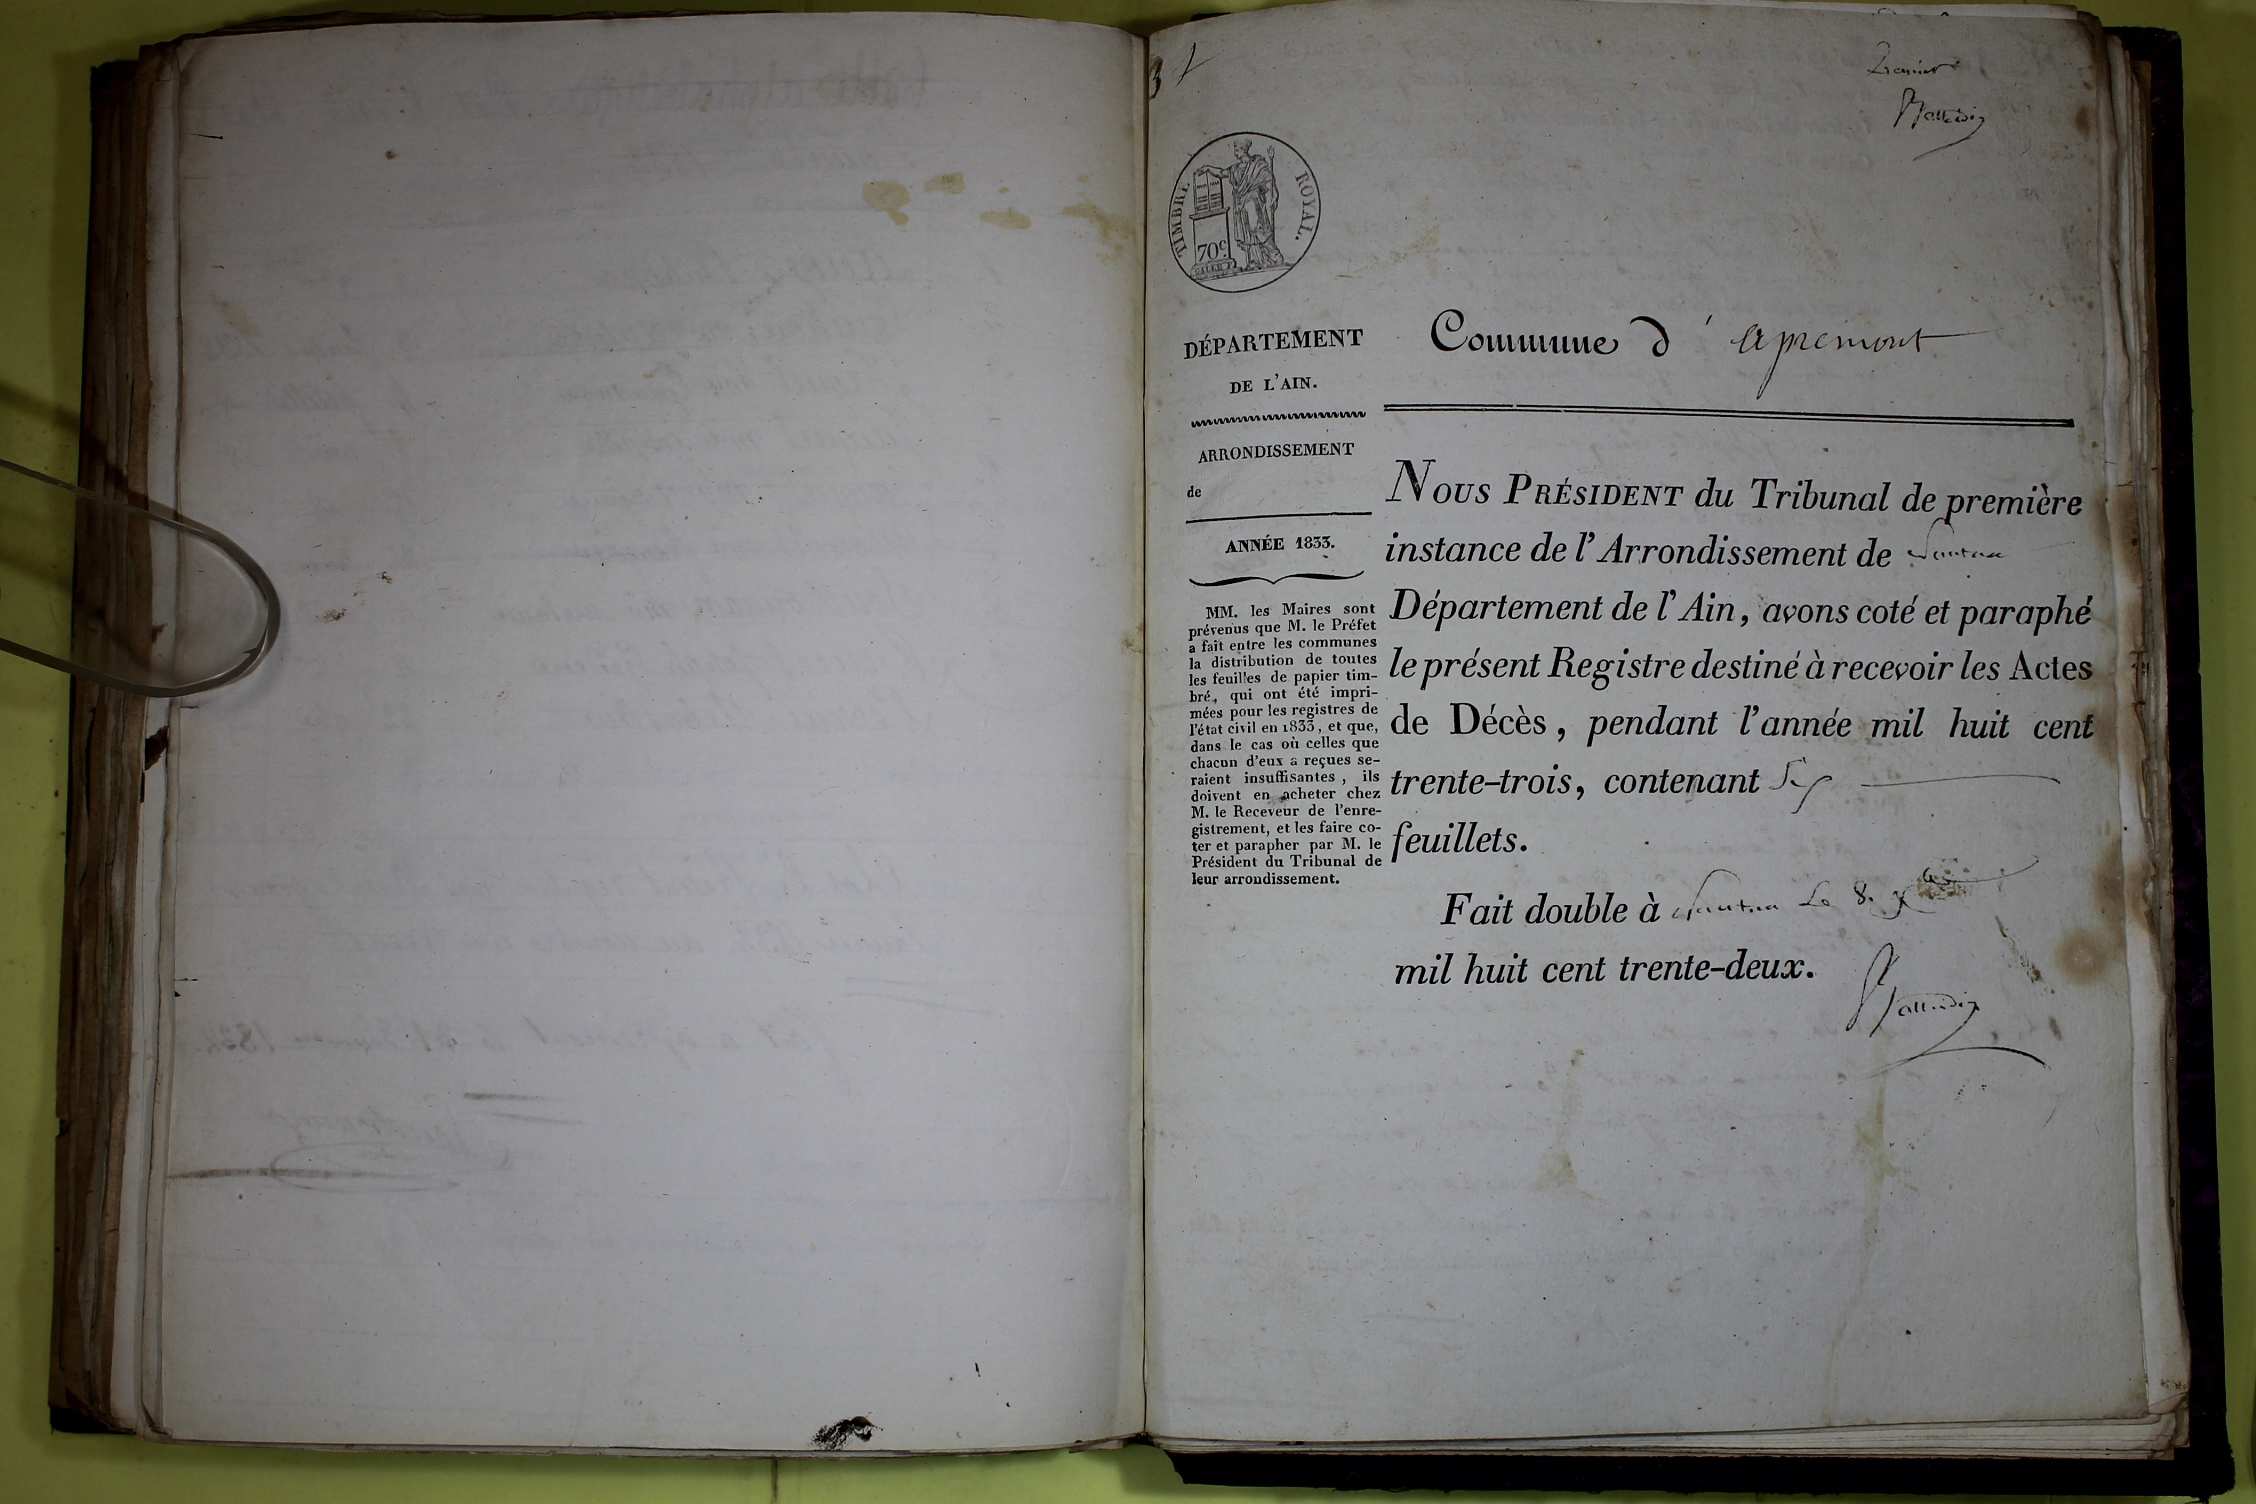 premier
TIMBRE ROYAL.
70c.
DÉPARTEMENT
DE L'AIN.
ARRONDISSEMENT
de
ANNÉE 1833.
MM. les Maires sont
prévenus que M. le Préfet
a fait entre les communes
la distribution de toutes
les feuilles de papier tim-
bré, qui ont été impri-
mées pour les registres de
l'état civil en 1833, et que,
dans le cas où celles que
chacun d'eux a reçues se-
raient insuffisantes, ils
doivent en acheter chez
M. le Receveur de l'enre-
gistrement, et les faire co-
ter et parapher par M. le
Président du Tribunal de
leur arrondissement.
Commune d'apremont
NOUS PRÉSIDENT du Tribunal de première
instance de l'Arrondissement de Nantua
Département de l'Ain, avons coté et paraphé
le présent Registre destiné à recevoir les Actes
de Décès, pendant l'année mil huit cent
trente-trois, contenant
feuillets.
Fait double à Nantua le 8. x
mil huit cent trente-deux.